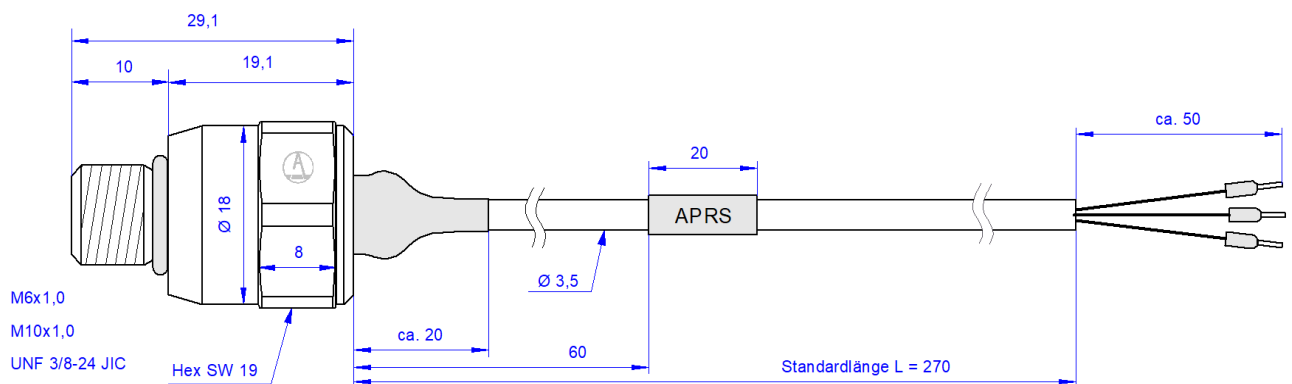 29,1
10
19,1
ca. 50
20
A
APRS
Ø 18
8
Ø 3,5
M6x1,0
M10x1,0
UNF 3/8-24 JIC
Hex SW 19
ca. 20
60
Standardlänge L = 270